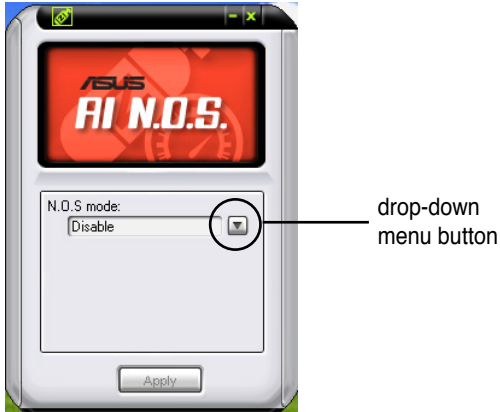 ASUS
AI N.O.S.
N.O.S mode:
Disable
drop-down
menu button
Apply